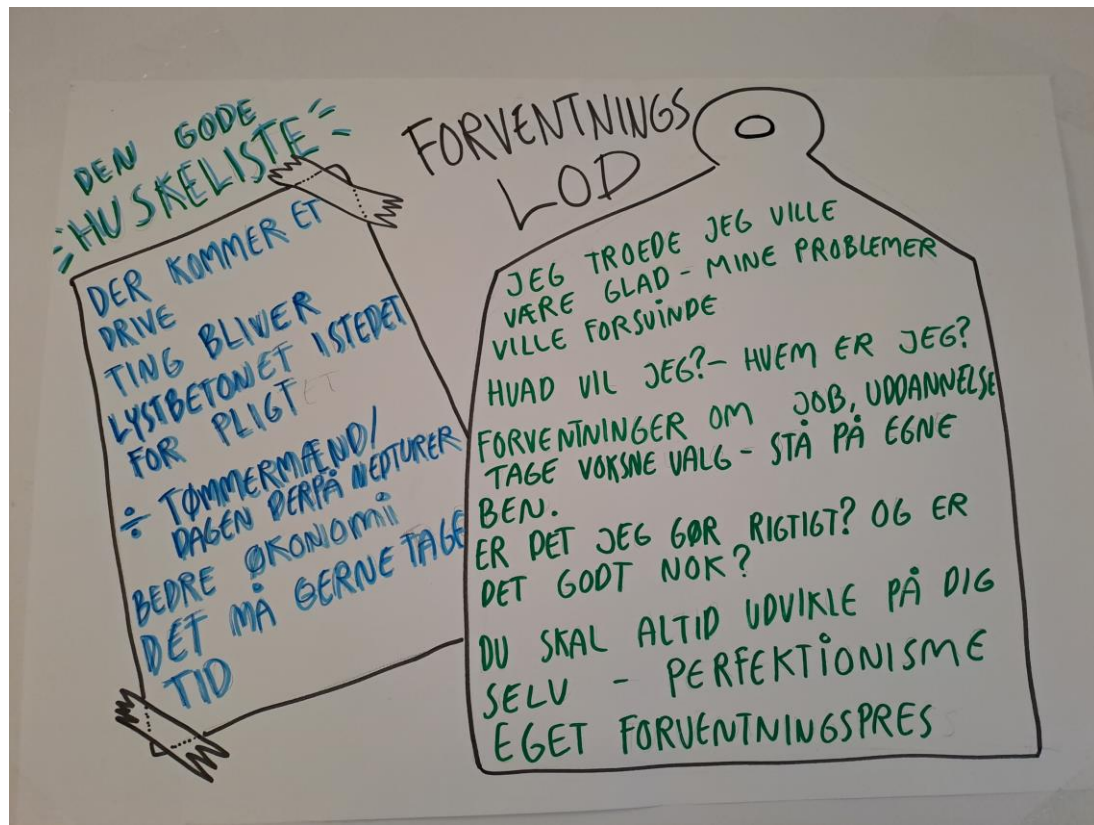 DEN GODE
HUSKELISTE
DER KOMMER ET
DRIVE
TING BLIVER
LYSTBETONET ISTEDET
FOR PLIGTET
÷ TØMMERMÆND/
DAGEN DERPÅ NEDTURER
BEDRE ØKONOMI
DET MÅ GERNE TAGE
TID
FORVENTNINGS
LOD
JEG TROEDE JEG VILLE
VÆRE GLAD - MINE PROBLEMER
VILLE FORSVINDE
HVAD VIL JEG? - HVEM ER JEG?
FORVENTNINGER OM JOB, UDDANNELSE
TAGE VOKSNE VALG - STÅ PÅ EGNE
BEN.
ER DET JEG GØR RIGTIGT? OG ER
DET GODT NOK?
DU SKAL ALTID UDVIKLE PÅ DIG
SELV - PERFEKTIONISME
EGET FORVENTNINGSPRES